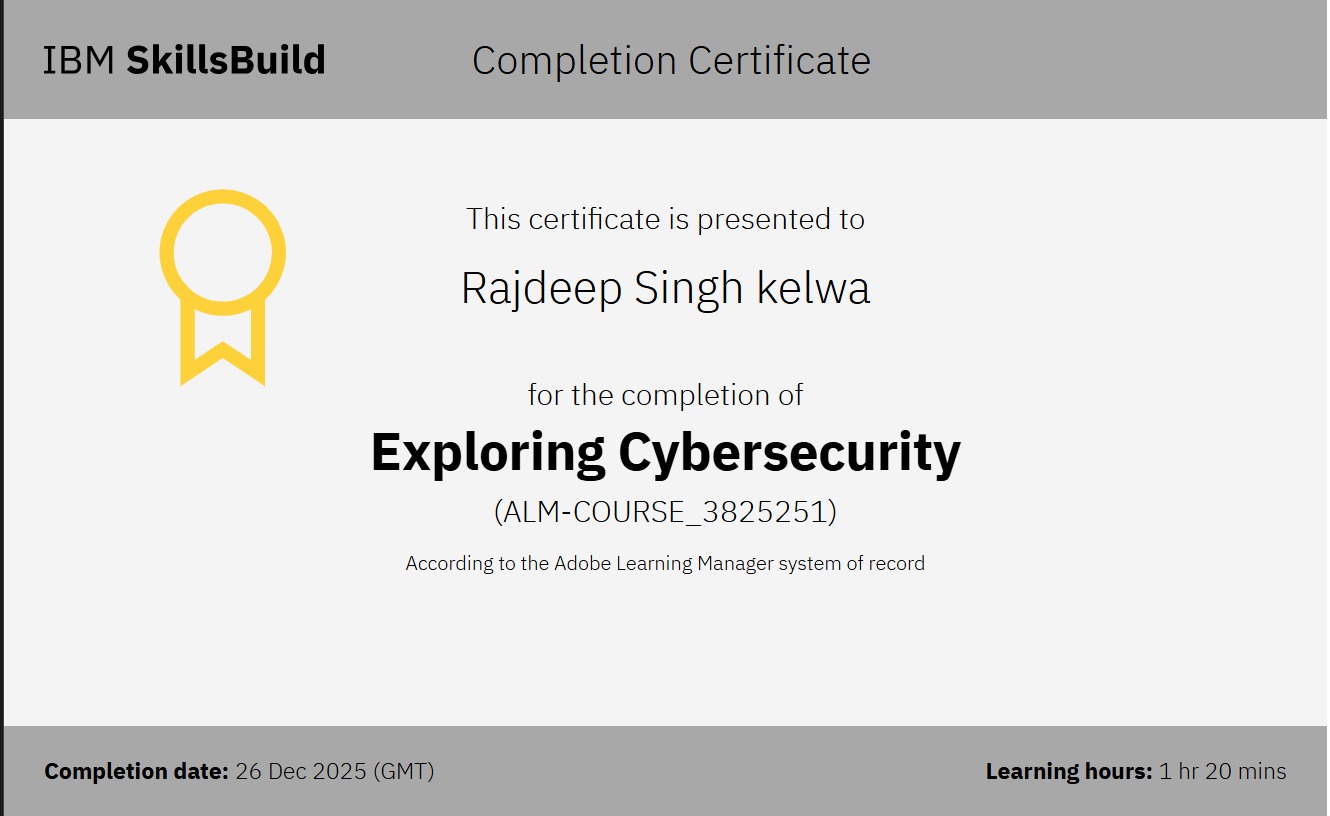 IBM SkillsBuild
Completion Certificate
This certificate is presented to
Rajdeep Singh kelwa
for the completion of
Exploring Cybersecurity
(ALM-COURSE_3825251)
According to the Adobe Learning Manager system of record
Completion date: 26 Dec 2025 (GMT)
Learning hours: 1 hr 20 mins